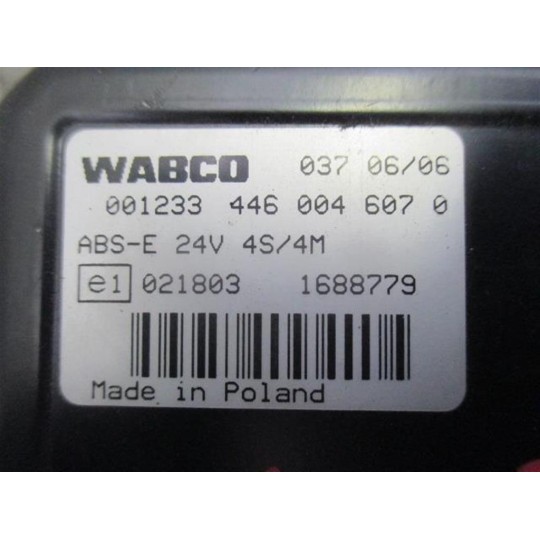 WABCO 037 06/06
001233 446 004 607 0
ABS-E 24V 4S/4M
e1 021803 1688779
Made in Poland